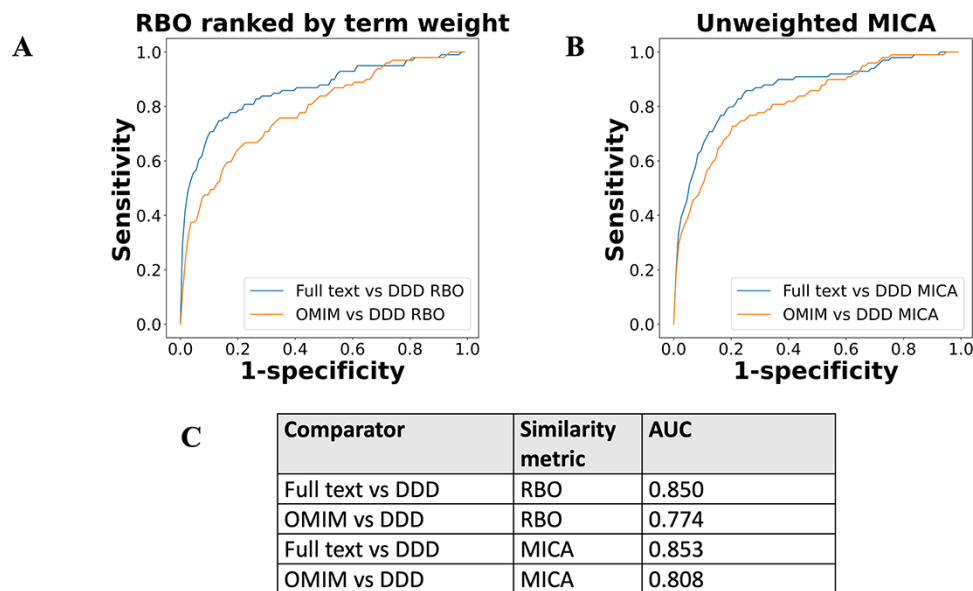 A
RBO ranked by term weight
1.0
0.8
0.6
0.4
0.2
0.0
Sensitivity
Full text vs DDD RBO
OMIM vs DDD RBO
0.0 0.2 0.4 0.6 0.8 1.0
1-specificity
B
Unweighted MICA
1.0
0.8
0.6
0.4
0.2
0.0
Sensitivity
Full text vs DDD MICA
OMIM vs DDD MICA
0.0 0.2 0.4 0.6 0.8 1.0
1-specificity
C
Comparator Similarity AUC
metric
Full text vs DDD RBO 0.850
OMIM vs DDD RBO 0.774
Full text vs DDD MICA 0.853
OMIM vs DDD MICA 0.808